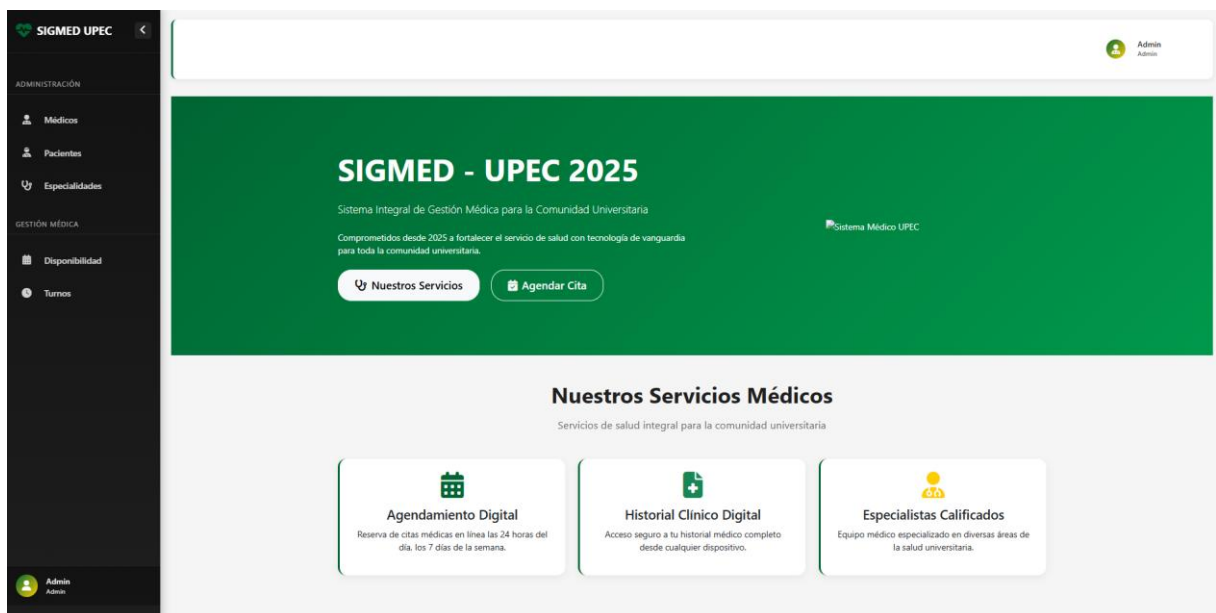 SIGMED UPEC
ADMINISTRACIÓN
Médicos
Pacientes
Especialidades
GESTIÓN MÉDICA
Disponibilidad
Turnos
Admin
Admin
Admin
Admin
SIGMED - UPEC 2025
Sistema Integral de Gestión Médica para la Comunidad Universitaria
Comprometidos desde 2025 a fortalecer el servicio de salud con tecnología de vanguardia
para toda la comunidad universitaria.
Nuestros Servicios
Agendar Cita
Sistema Médico UPEC
Nuestros Servicios Médicos
Servicios de salud integral para la comunidad universitaria
Agendamiento Digital
Reserva de citas médicas en línea las 24 horas del
día, los 7 días de la semana.
Historial Clínico Digital
Acceso seguro a tu historial médico completo
desde cualquier dispositivo.
Especialistas Calificados
Equipo médico especializado en diversas áreas de
la salud universitaria.